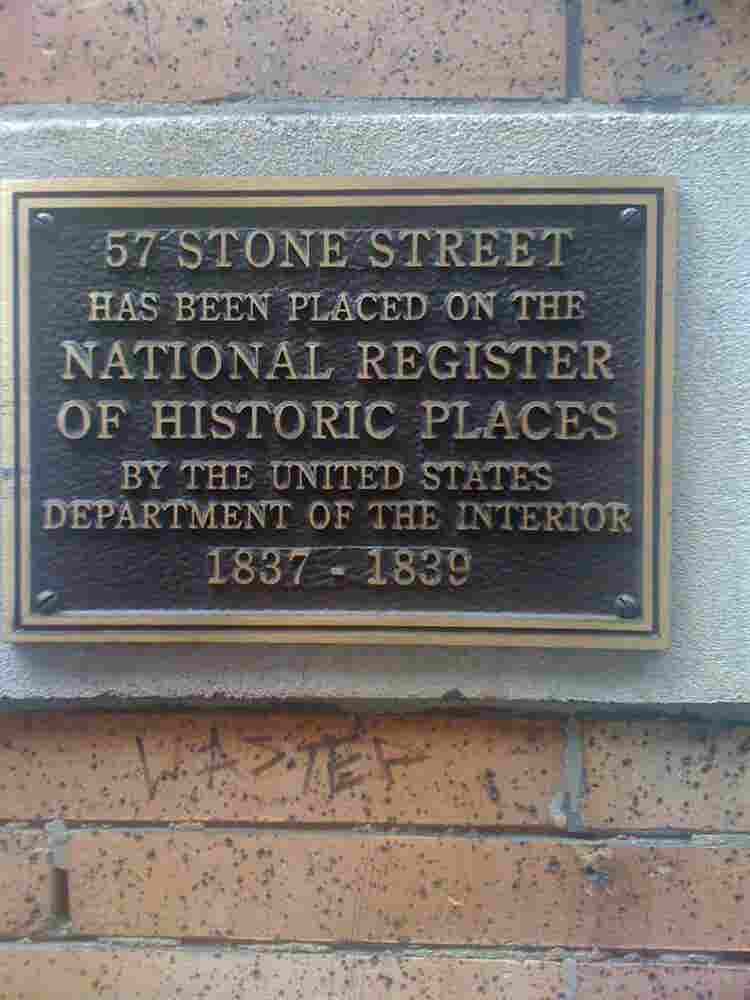 57 STONE STREET
HAS BEEN PLACED ON THE
NATIONAL REGISTER
OF HISTORIC PLACES
BY THE UNITED STATES
DEPARTMENT OF THE INTERIOR
1837 - 1839